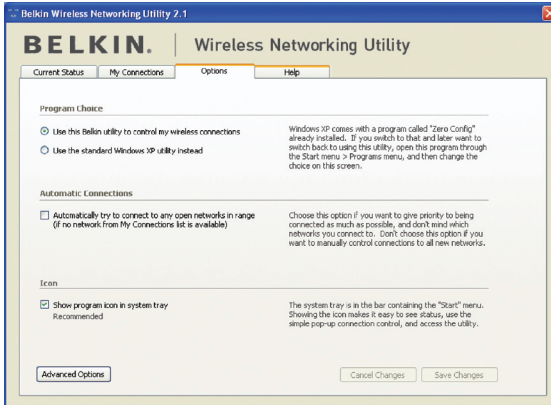 Belkin Wireless Networking Utility 2.1
BELKIN. Wireless Networking Utility
Current Status My Connections Options Help
Program Choice
Use this Belkin utility to control my wireless connections
Use the standard Windows XP utility instead
Windows XP comes with a program called "Zero Config"
already installed. If you switch to that and later want to
switch back to using this utility, open this program through
the Start menu > Programs menu, and then change the
choice on this screen.
Automatic Connections
Automatically try to connect to any open networks in range
(if no network from My Connections list is available)
Choose this option if you want to give priority to being
connected as much as possible, and don't mind which
networks you connect to. Don't choose this option if you
want to manually control connections to all new networks.
Icon
Show program icon in system tray
Recommended
The system tray is in the bar containing the "Start" menu.
Showing the icon makes it easy to see status, use the
simple pop-up connection control, and access the utility.
Advanced Options Cancel Changes Save Changes